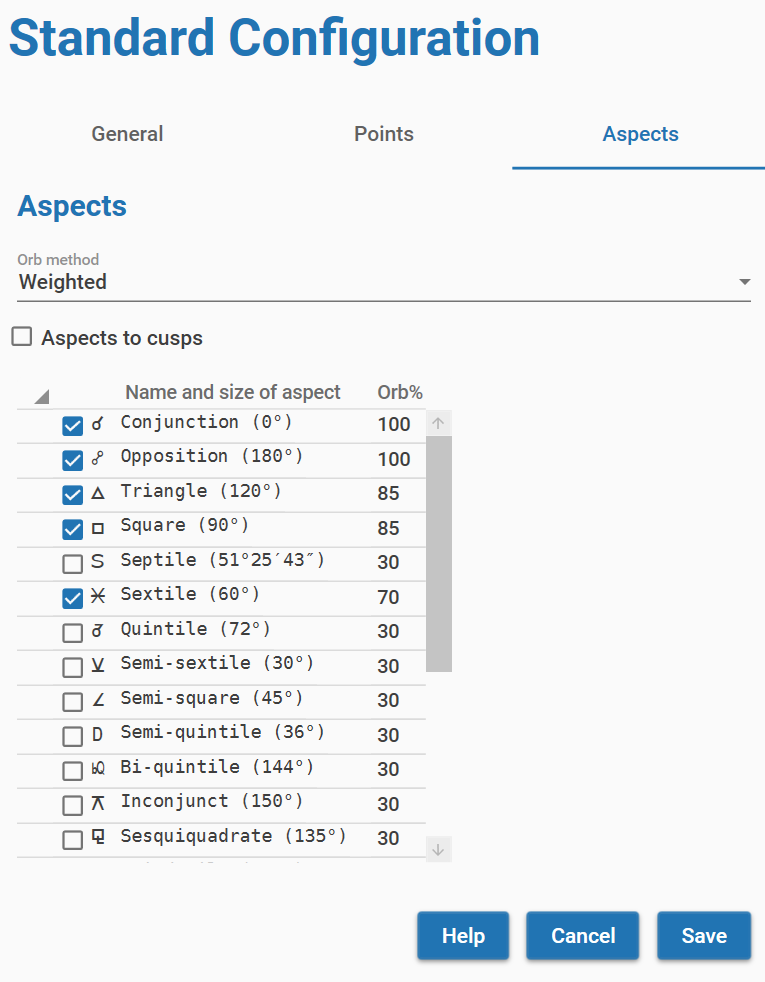 Standard Configuration
General Points Aspects
Aspects
Orb method
Weighted
Aspects to cusps
Name and size of aspect Orb%
Conjunction (0°) 100
Opposition (180°) 100
Triangle (120°) 85
Square (90°) 85
Septile (51°25′43″) 30
Sextile (60°) 70
Quintile (72°) 30
Semi-sextile (30°) 30
Semi-square (45°) 30
Semi-quintile (36°) 30
Bi-quintile (144°) 30
Inconjunct (150°) 30
Sesquiquadrate (135°) 30
Help Cancel Save